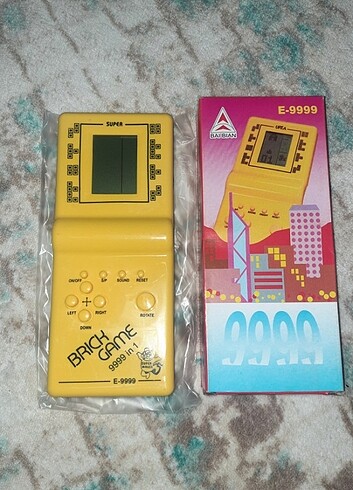 SUPER
ON/OFF S/P SOUND RESET
LEFT RIGHT
DOWN
ROTATE
BRICK
GAME
9999 in 1
E-9999
BAIBIAN
E-9999
9999